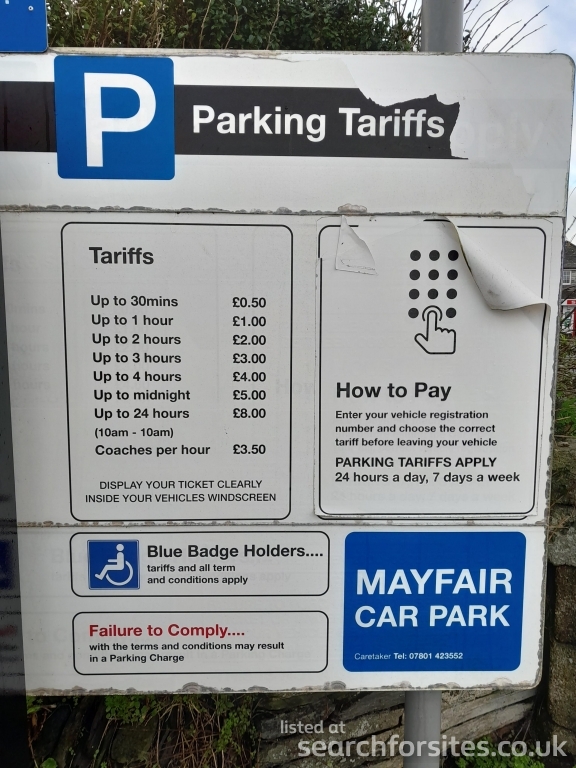 P
Parking Tariffs
Tariffs
Up to 30mins £0.50
Up to 1 hour £1.00
Up to 2 hours £2.00
Up to 3 hours £3.00
Up to 4 hours £4.00
Up to midnight £5.00
Up to 24 hours £8.00
(10am - 10am)
Coaches per hour £3.50
DISPLAY YOUR TICKET CLEARLY
INSIDE YOUR VEHICLES WINDSCREEN
How to Pay
Enter your vehicle registration
number and choose the correct
tariff before leaving your vehicle
PARKING TARIFFS APPLY
24 hours a day, 7 days a week
Blue Badge Holders....
tariffs and all term
and conditions apply
Failure to Comply....
with the terms and conditions may result
in a Parking Charge
MAYFAIR
CAR PARK
Caretaker Tel: 07801 423552
listed at
searchforsites.co.uk